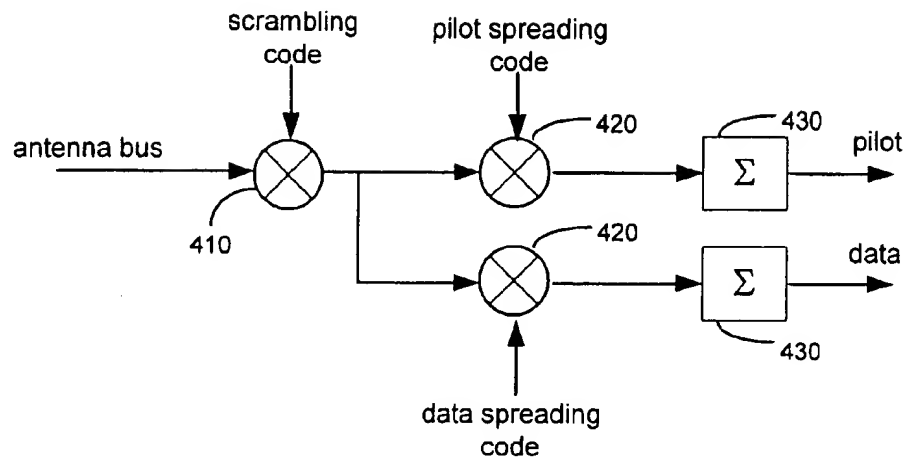 scrambling
code
pilot spreading
code
420
430
antenna bus
pilot
Σ
410
420
data
Σ
430
data spreading
code